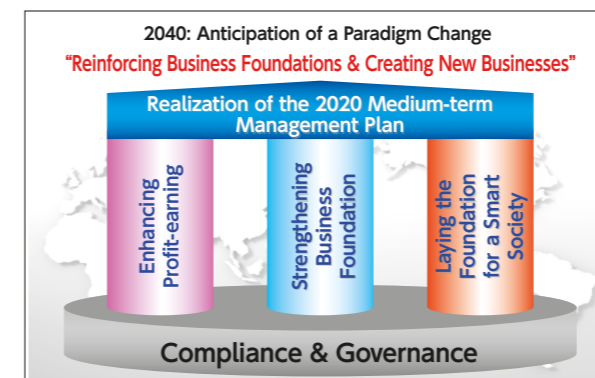 2040: Anticipation of a Paradigm Change
“Reinforcing Business Foundations & Creating New Businesses”
Realization of the 2020 Medium-term
Management Plan
Enhancing
Profit-earning
Strengthening
Business
Foundation
Laying the
Foundation
for a Smart
Society
Compliance & Governance